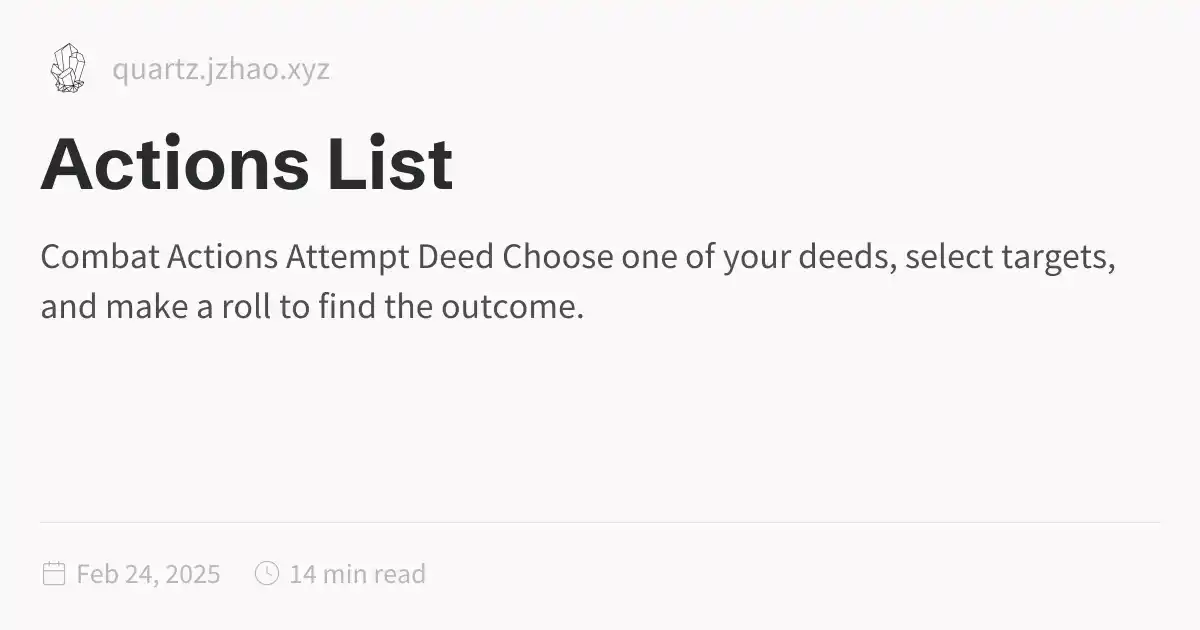 quartz.jzhao.xyz
Actions List
Combat Actions Attempt Deed Choose one of your deeds, select targets,
and make a roll to find the outcome.
Feb 24, 2025 14 min read